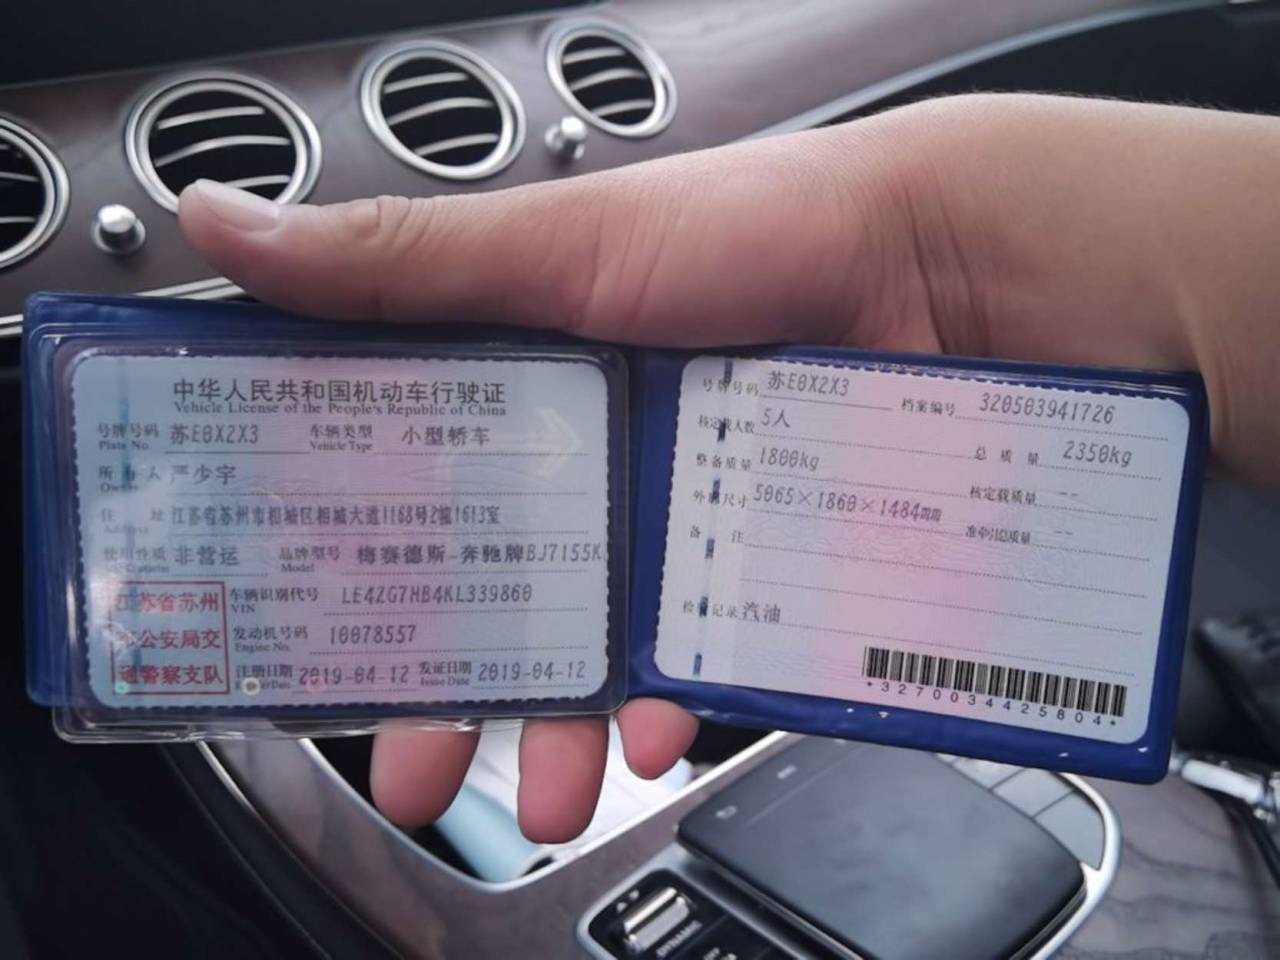 中华人民共和国机动车行驶证
Vehicle License of the People's Republic of China
号牌号码 苏E0X2X3 车辆类型 小型轿车
Plate No. Vehicle Type
所有人 严少宇
Owner
住址 江苏省苏州市相城区相城大道1168号2幢1613室
Address
使用性质 非营运 品牌型号 梅赛德斯-奔驰牌BJ7155K
Use Character Model
江苏省苏州
市公安局交
通警察支队
车辆识别代号 LE4ZG7HB4KL339860
VIN
发动机号码 10078557
Engine No.
注册日期 2019-04-12 发证日期 2019-04-12
Register Date Issue Date
号牌号码 苏E0X2X3 档案编号 320503941726
核定载人数 5人 总质量 2350kg
整备质量 1800kg 核定载质量 --
外廓尺寸 5065×1860×1484mm 准牵引总质量 --
备注
检验记录 汽油
*3270034425804*
DYNAMIC